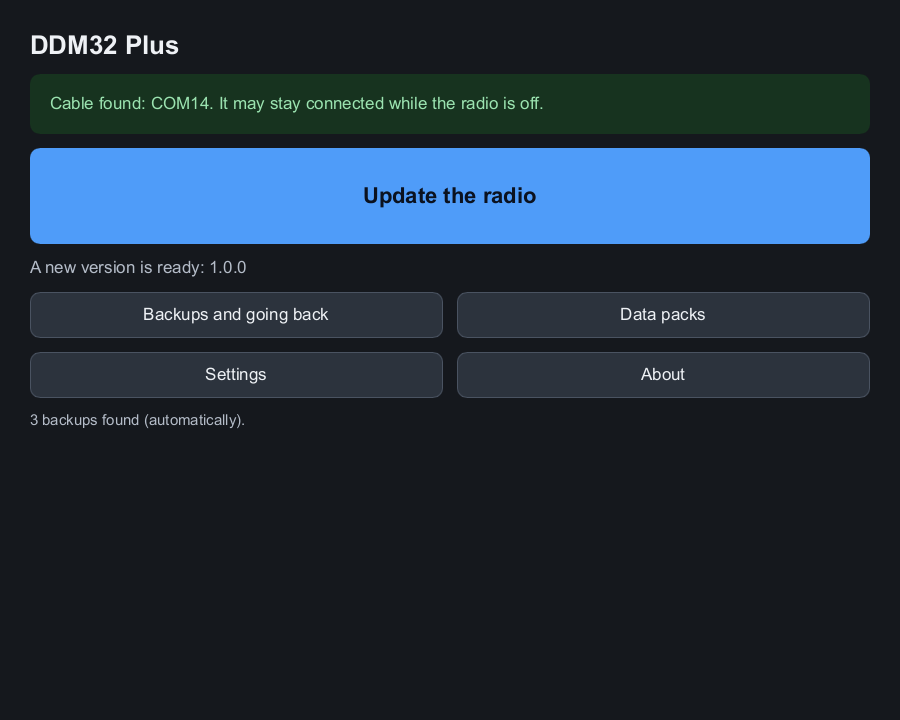 DDM32 Plus
Cable found: COM14. It may stay connected while the radio is off.
Update the radio
A new version is ready: 1.0.0
Backups and going back
Data packs
Settings
About
3 backups found (automatically).